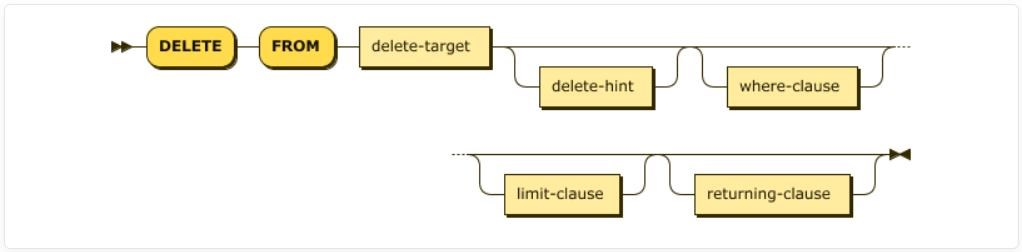 DELETE FROM delete-target
delete-hint where-clause
limit-clause returning-clause